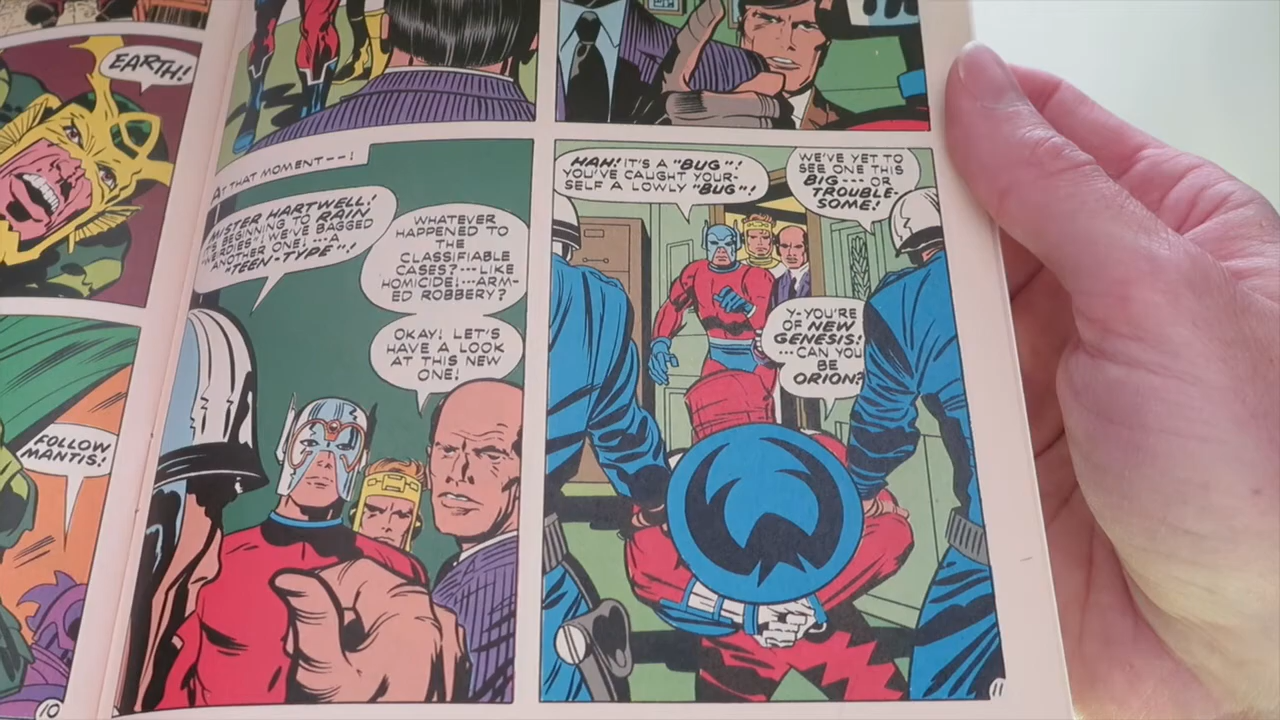 EARTH!
FOLLOW
MANTIS!
10
AT THAT MOMENT---!
MISTER HARTWELL!
IT'S BEGINNING TO RAIN
"WEIRDIES"! WE'VE BAGGED
ANOTHER ONE!---A
"TEEN-TYPE"!
WHATEVER
HAPPENED TO
THE
CLASSIFIABLE
CASES?---LIKE
HOMICIDE!---ARM-
ED ROBBERY?
OKAY! LET'S
HAVE A LOOK
AT THIS NEW
ONE!
HAH! IT'S A "BUG"!
YOU'VE CAUGHT YOUR-
SELF A LOWLY "BUG"!
WE'VE YET TO
SEE ONE THIS
BIG--- OR
TROUBLE-
SOME!
Y-YOU'RE
OF NEW
GENESIS!
---CAN YOU
BE
ORION?
11